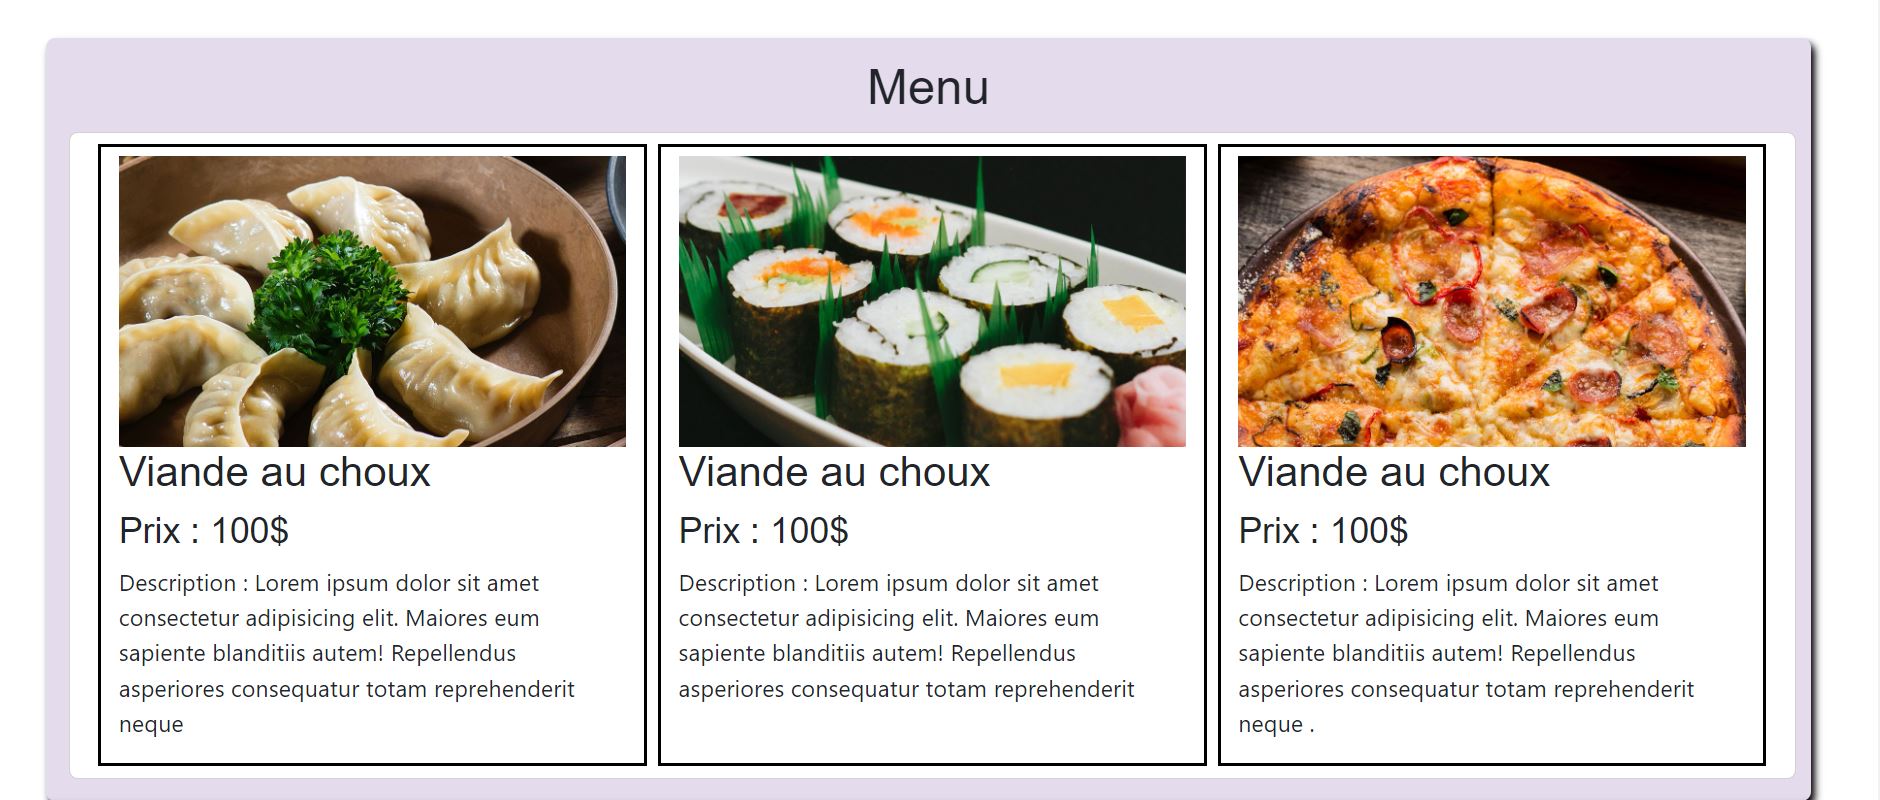 Menu
Viande au choux
Prix : 100$
Description : Lorem ipsum dolor sit amet
consectetur adipisicing elit. Maiores eum
sapiente blanditiis autem! Repellendus
asperiores consequatur totam reprehenderit
neque
Viande au choux
Prix : 100$
Description : Lorem ipsum dolor sit amet
consectetur adipisicing elit. Maiores eum
sapiente blanditiis autem! Repellendus
asperiores consequatur totam reprehenderit
Viande au choux
Prix : 100$
Description : Lorem ipsum dolor sit amet
consectetur adipisicing elit. Maiores eum
sapiente blanditiis autem! Repellendus
asperiores consequatur totam reprehenderit
neque .